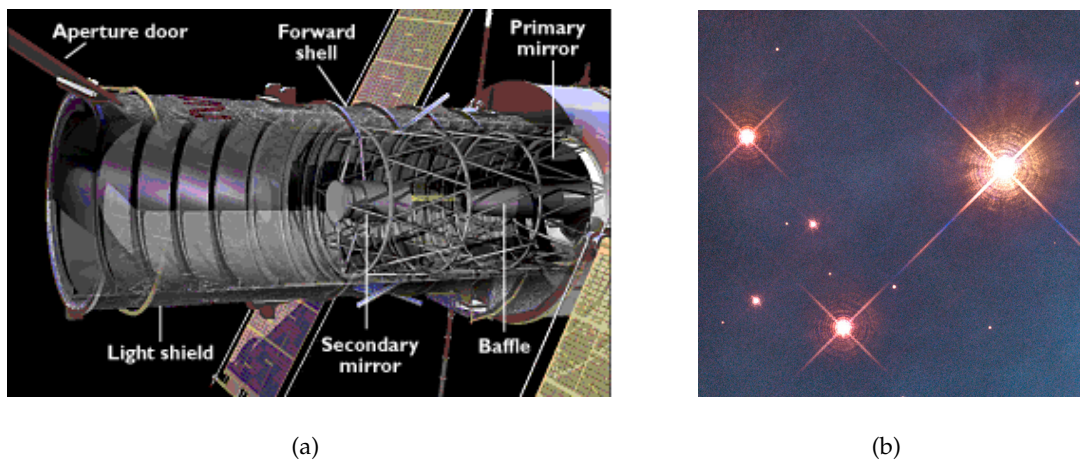 Aperture door
Forward
shell
Primary
mirror
Light shield
Secondary
mirror
Baffle
(a)
(b)